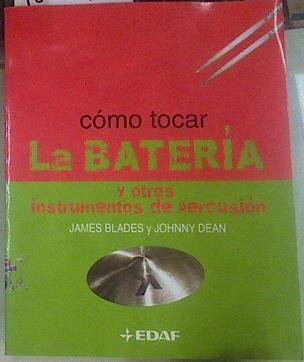 cómo tocar
La BATERÍA
y otros
instrumentos de percusión
JAMES BLADES y JOHNNY DEAN
EDAF